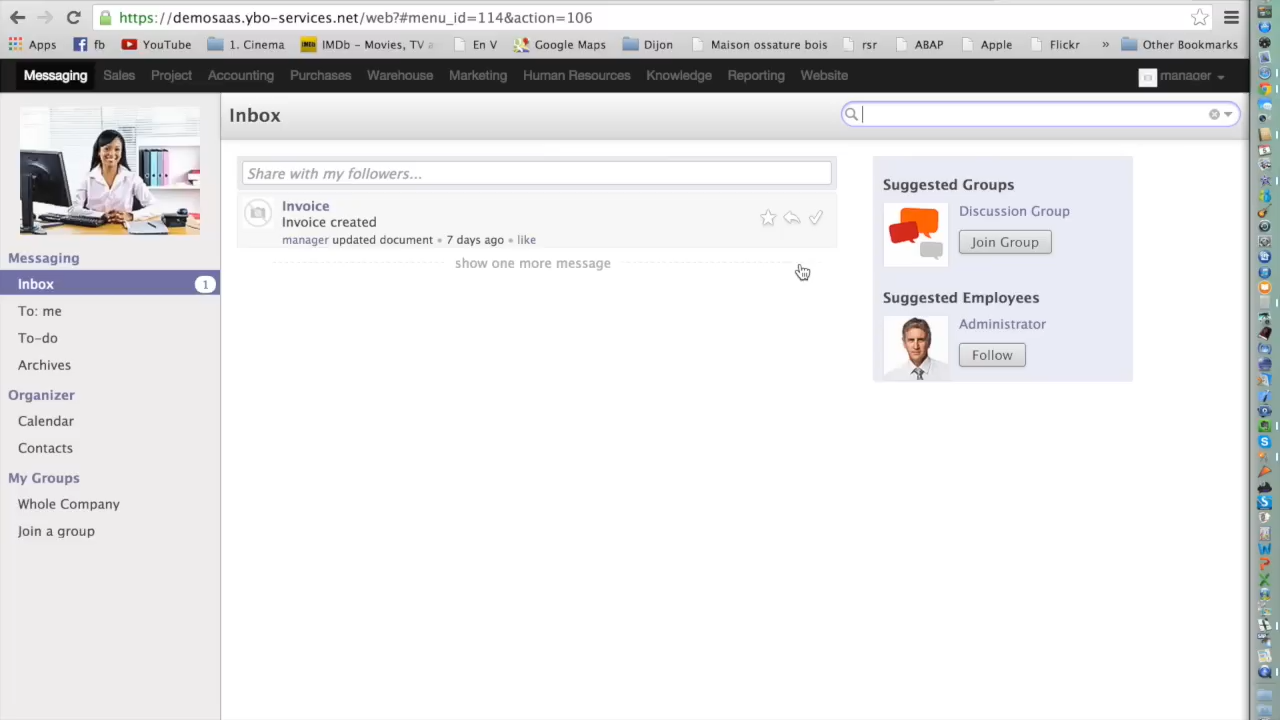 https://demosaas.ybo-services.net/web?#menu_id=114&action=106
Apps fb YouTube 1. Cinema IMDb - Movies, TV En V Google Maps Dijon Maison ossature bois rsr ABAP Apple Flickr » Other Bookmarks
Messaging Sales Project Accounting Purchases Warehouse Marketing Human Resources Knowledge Reporting Website manager
Inbox
Share with my followers...
Invoice
Invoice created
manager updated document • 7 days ago • like
show one more message
Suggested Groups
Discussion Group
Join Group
Suggested Employees
Administrator
Follow
Messaging
Inbox 1
To: me
To-do
Archives
Organizer
Calendar
Contacts
My Groups
Whole Company
Join a group